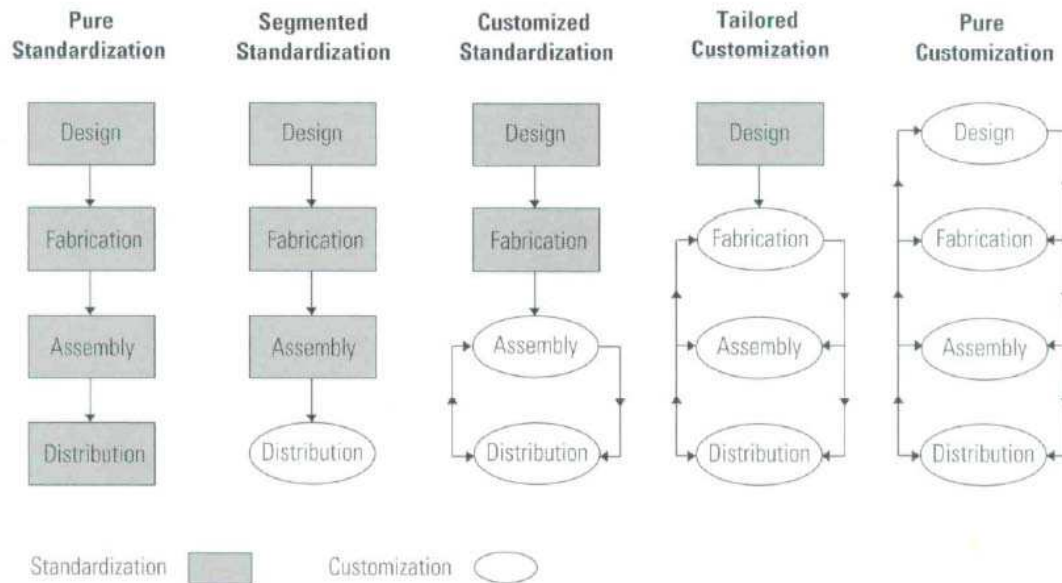 Pure
Standardization
Segmented
Standardization
Customized
Standardization
Tailored
Customization
Pure
Customization
Design
Design
Design
Design
Design
Fabrication
Fabrication
Fabrication
Fabrication
Fabrication
Assembly
Assembly
Assembly
Assembly
Assembly
Distribution
Distribution
Distribution
Distribution
Distribution
Standardization
Customization